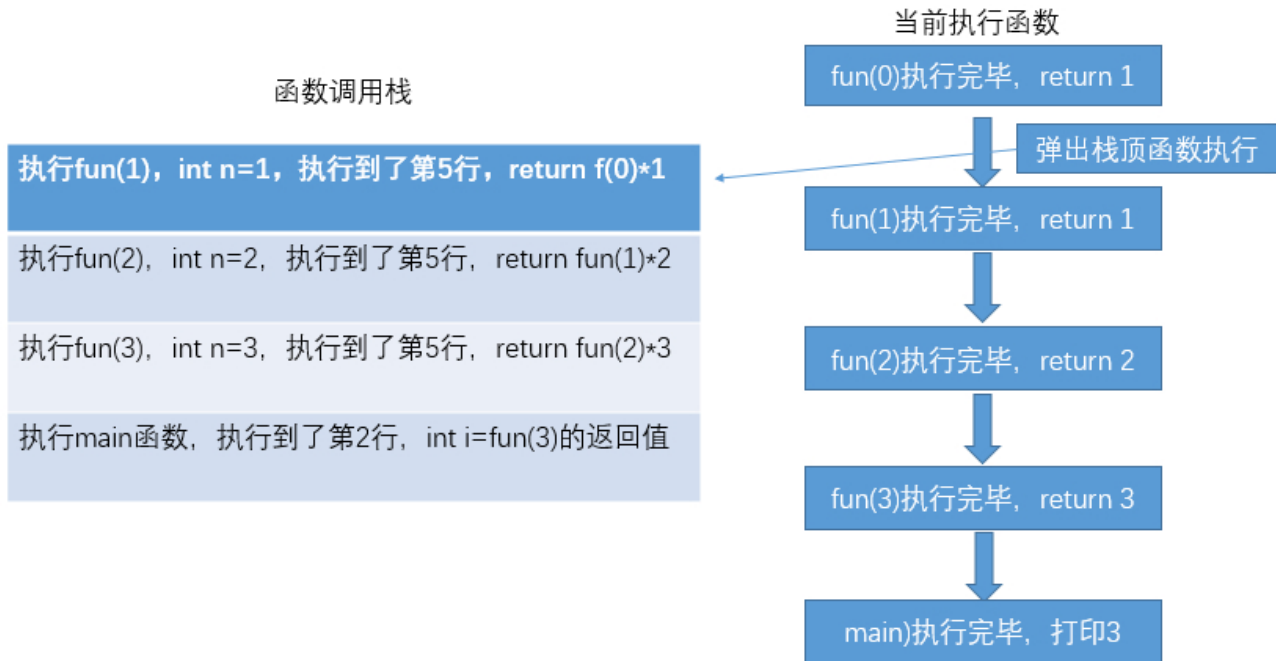 函数调用栈
执行fun(1)，int n=1，执行到了第5行，return f(0)*1
执行fun(2)，int n=2，执行到了第5行，return fun(1)*2
执行fun(3)，int n=3，执行到了第5行，return fun(2)*3
执行main函数，执行到了第2行，int i=fun(3)的返回值
当前执行函数
fun(0)执行完毕，return 1
弹出栈顶函数执行
fun(1)执行完毕，return 1
fun(2)执行完毕，return 2
fun(3)执行完毕，return 3
main)执行完毕，打印3